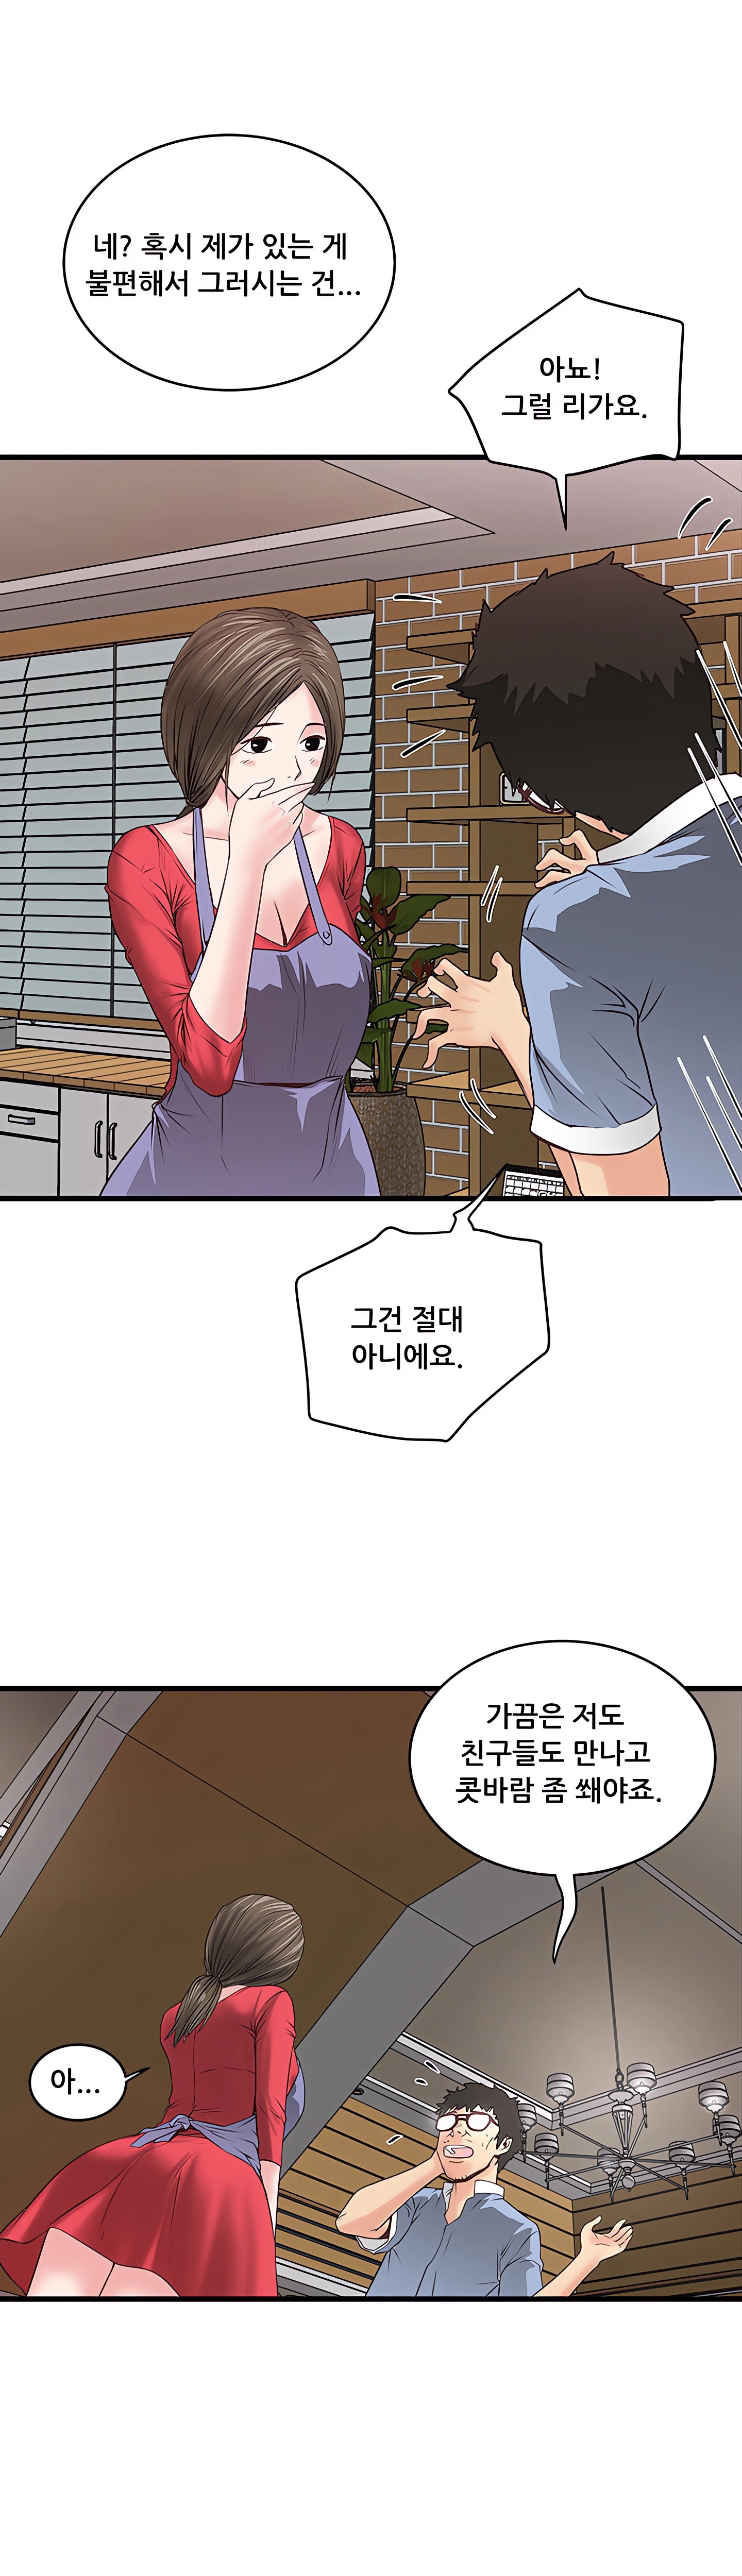 네? 혹시 제가 있는 게
불편해서 그러시는 건...
아뇨!
그럴 리가요.
그건 절대
아니에요.
가끔은 저도
친구들도 만나고
콧바람 좀 쐐야죠.
아...